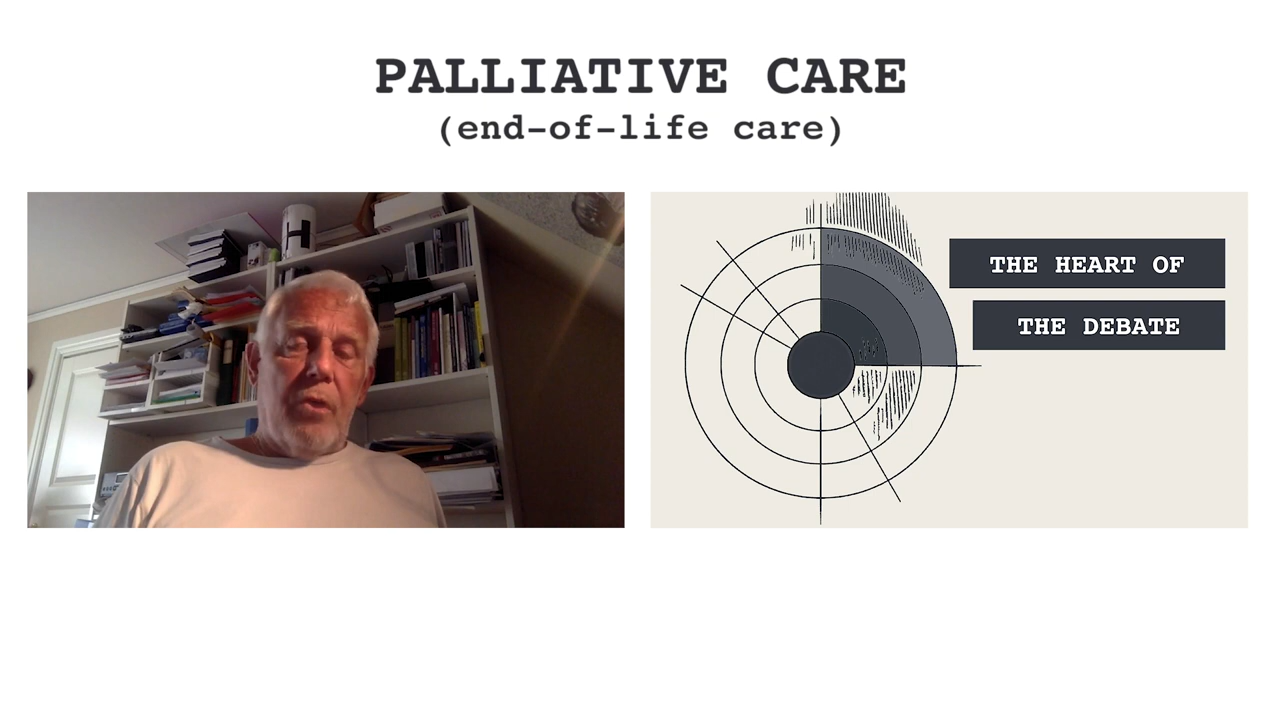 PALLIATIVE CARE
(end-of-life care)
H
THE HEART OF
THE DEBATE